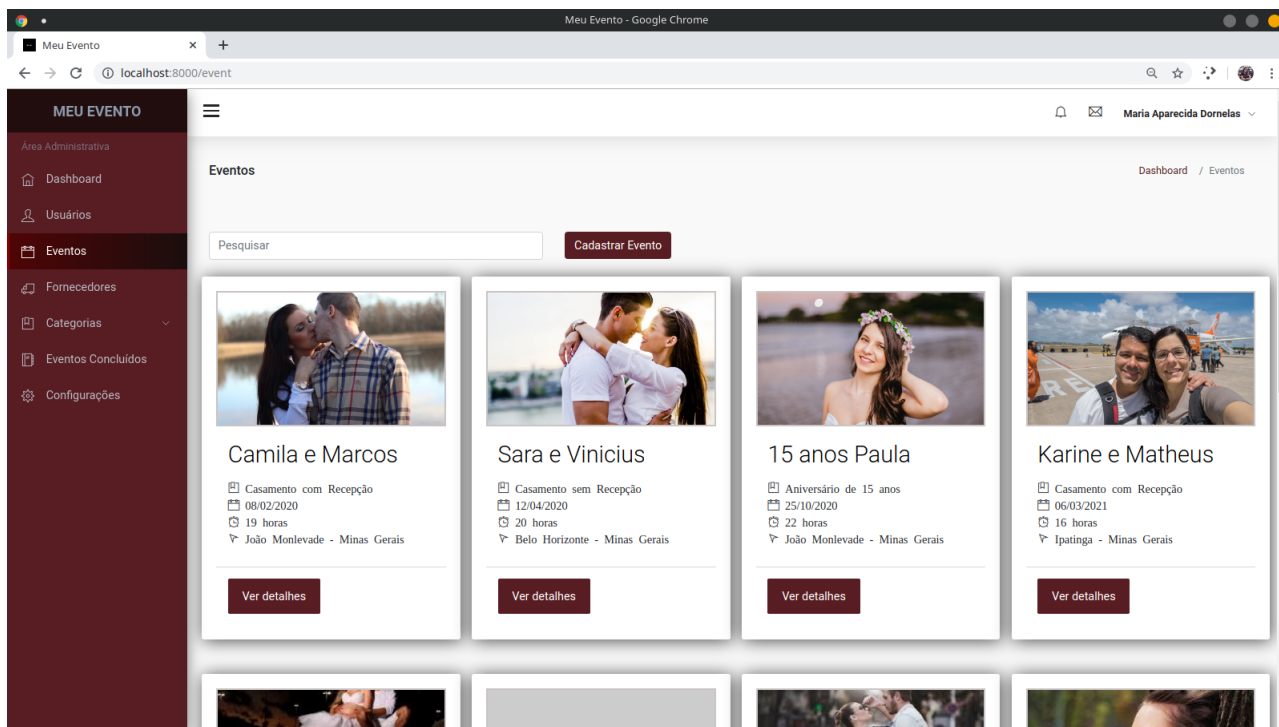 Meu Evento - Google Chrome
Meu Evento
localhost:8000/event
MEU EVENTO
Maria Aparecida Dornelas
Área Administrativa
Dashboard
Usuários
Eventos
Fornecedores
Categorias
Eventos Concluídos
Configurações
Eventos
Dashboard / Eventos
Pesquisar
Cadastrar Evento
Camila e Marcos
Casamento com Recepção
08/02/2020
19 horas
João Monlevade - Minas Gerais
Ver detalhes
Sara e Vinicius
Casamento sem Recepção
12/04/2020
20 horas
Belo Horizonte - Minas Gerais
Ver detalhes
15 anos Paula
Aniversário de 15 anos
25/10/2020
22 horas
João Monlevade - Minas Gerais
Ver detalhes
Karine e Matheus
Casamento com Recepção
06/03/2021
16 horas
Ipatinga - Minas Gerais
Ver detalhes